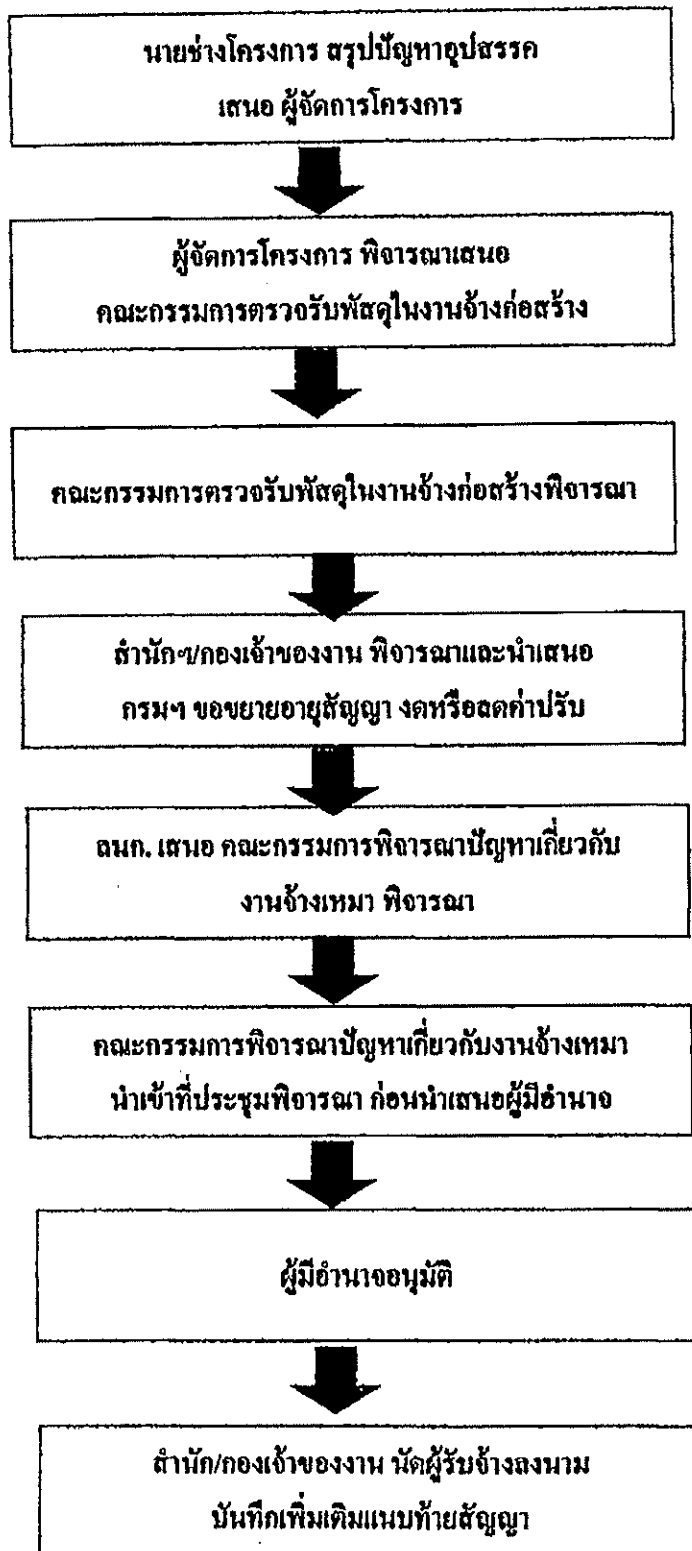 นายช่างโครงการ สรุปปัญหาอุปสรรค
เสนอ ผู้จัดการโครงการ
ผู้จัดการโครงการ พิจารณาเสนอ
คณะกรรมการตรวจรับพัสดุในงานจ้างก่อสร้าง
คณะกรรมการตรวจรับพัสดุในงานจ้างก่อสร้างพิจารณา
สำนักฯ/กองเจ้าของงาน พิจารณาและนำเสนอ
กรมฯ ขอขยายอายุสัญญา งดหรือลดค่าปรับ
ลนก. เสนอ คณะกรรมการพิจารณาปัญหาเกี่ยวกับ
งานจ้างเหมา พิจารณา
คณะกรรมการพิจารณาปัญหาเกี่ยวกับงานจ้างเหมา
นำเข้าที่ประชุมพิจารณา ก่อนนำเสนอผู้มีอำนาจ
ผู้มีอำนาจอนุมัติ
สำนัก/กองเจ้าของงาน นัดผู้รับจ้างลงนาม
บันทึกเพิ่มเติมแนบท้ายสัญญา